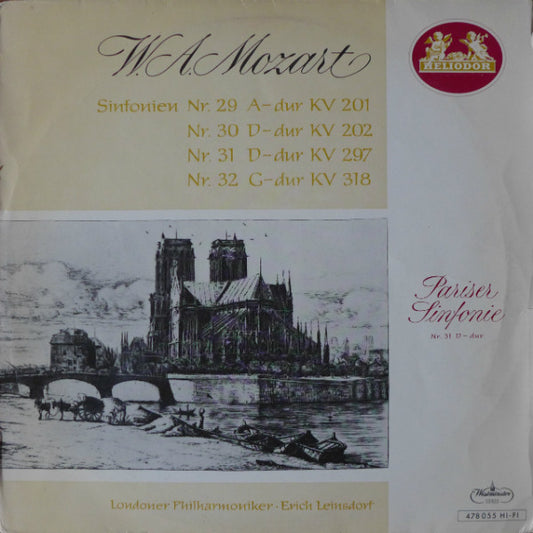 W. A. Mozart
HELIODOR
Sinfonien Nr. 29 A-dur KV 201
Nr. 30 D-dur KV 202
Nr. 31 D-dur KV 297
Nr. 32 G-dur KV 318
Pariser
Sinfonie
Nr. 31 D-dur
Londoner Philharmoniker · Erich Leinsdorf
Westminster
478 055 HI-FI